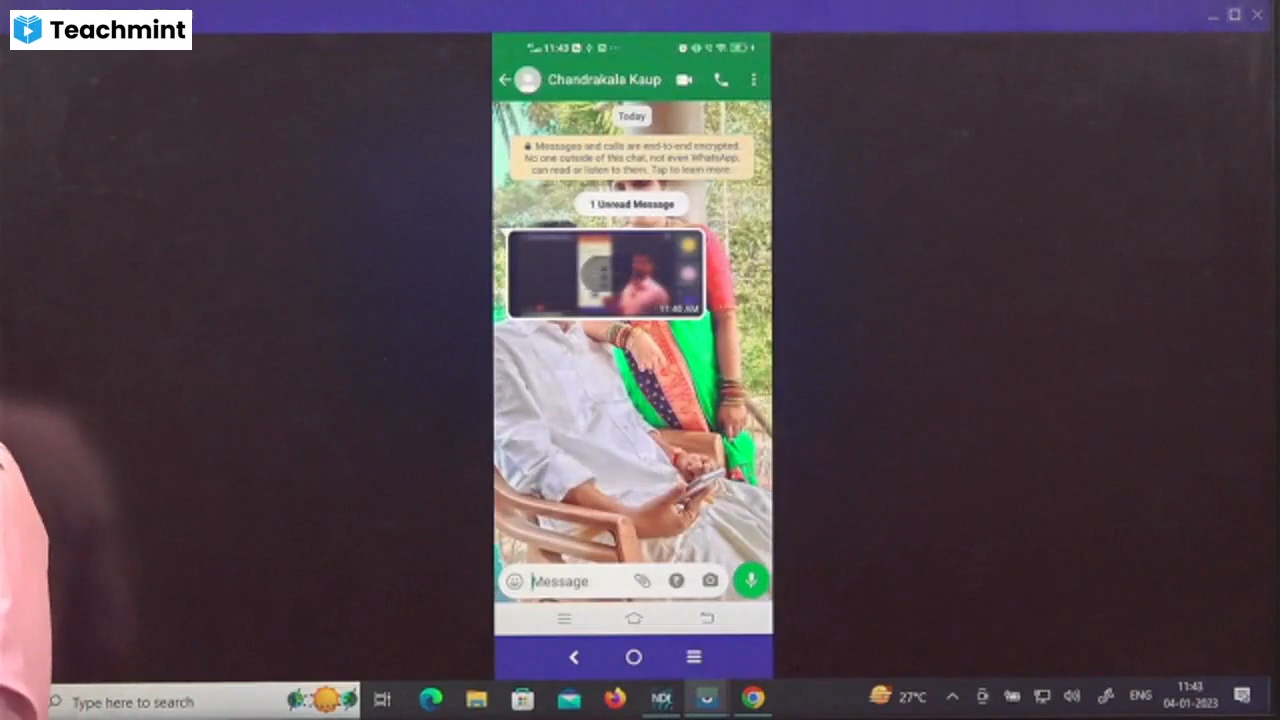 Teachmint
11:43
Chandrakala Kaup
Today
Messages and calls are end-to-end encrypted.
No one outside of this chat, not even WhatsApp,
can read or listen to them. Tap to learn more.
1 Unread Message
11:40 AM
Message
Type here to search
NDI
27°C
ENG
11:43
04-01-2023